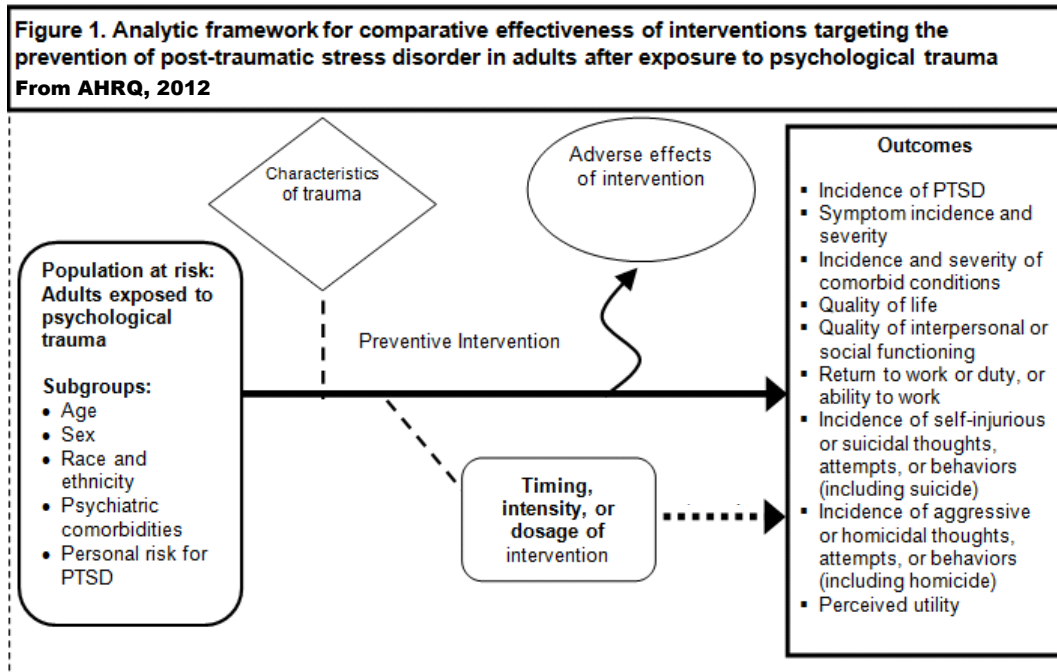 Figure 1. Analytic framework for comparative effectiveness of interventions targeting the
prevention of post-traumatic stress disorder in adults after exposure to psychological trauma
From AHRQ, 2012
Characteristics
of trauma
Adverse effects
of intervention
Population at risk:
Adults exposed to
psychological
trauma
Subgroups:
• Age
• Sex
• Race and
ethnicity
• Psychiatric
comorbidities
• Personal risk for
PTSD
Preventive Intervention
Timing,
intensity, or
dosage of
intervention
Outcomes
▪ Incidence of PTSD
▪ Symptom incidence and
severity
▪ Incidence and severity of
comorbid conditions
▪ Quality of life
▪ Quality of interpersonal or
social functioning
▪ Return to work or duty, or
ability to work
▪ Incidence of self-injurious
or suicidal thoughts,
attempts, or behaviors
(including suicide)
▪ Incidence of aggressive
or homicidal thoughts,
attempts, or behaviors
(including homicide)
▪ Perceived utility